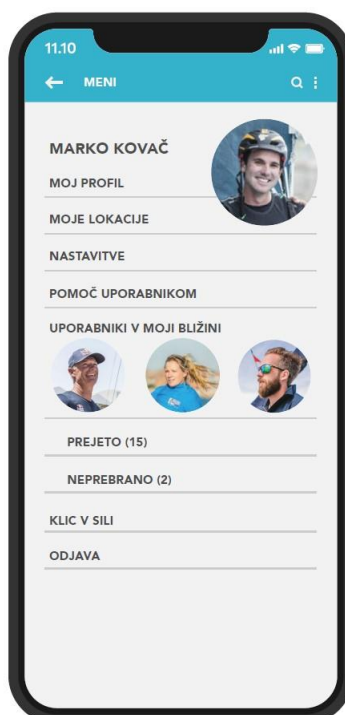 11.10
MENI
MARKO KOVAČ
MOJ PROFIL
MOJE LOKACIJE
NASTAVITVE
POMOČ UPORABNIKOM
UPORABNIKI V MOJI BLIŽINI
PREJETO (15)
NEPREBRANO (2)
KLIC V SILI
ODJAVA